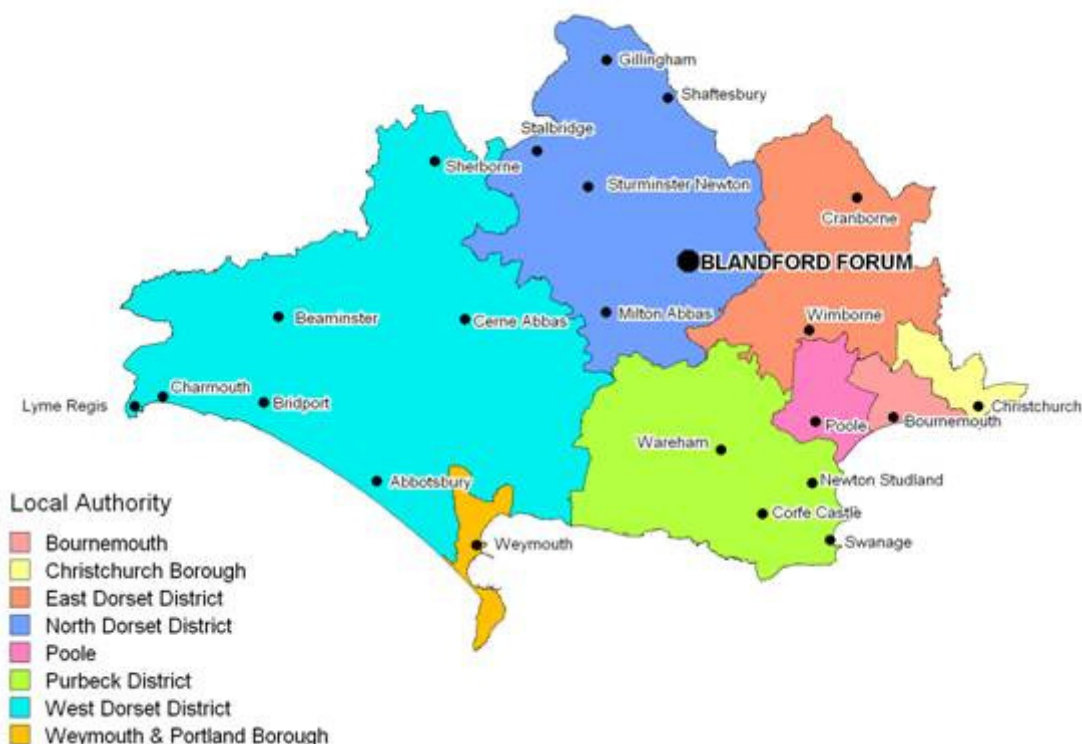 Gillingham
Shaftesbury
Stalbridge
Sherborne
Sturminster Newton
Cranborne
BLANDFORD FORUM
Beaminster
Cerne Abbas
Milton Abbas
Wimborne
Lyme Regis
Charmouth
Bridport
Poole
Bournemouth
Christchurch
Wareham
Abbotsbury
Newton Studland
Corfe Castle
Swanage
Weymouth
Local Authority
Bournemouth
Christchurch Borough
East Dorset District
North Dorset District
Poole
Purbeck District
West Dorset District
Weymouth & Portland Borough